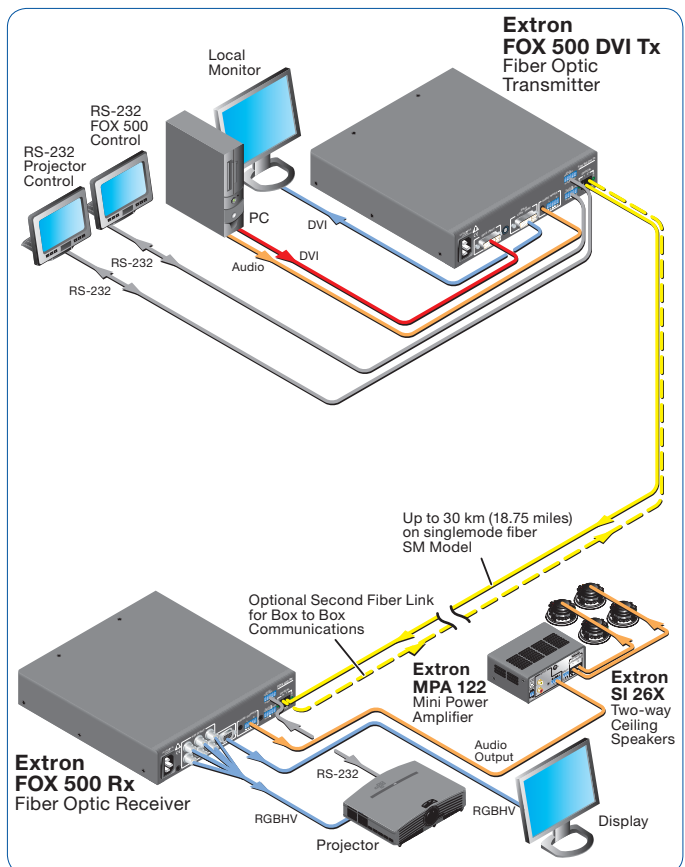 Extron
FOX 500 DVI Tx
Fiber Optic
Transmitter
Local
Monitor
RS-232
FOX 500
Control
RS-232
Projector
Control
PC
DVI
RS-232
Audio
DVI
RS-232
Up to 30 km (18.75 miles)
on singlemode fiber
SM Model
Optional Second Fiber Link
for Box to Box
Communications
Extron
MPA 122
Mini Power
Amplifier
Extron
SI 26X
Two-way
Ceiling
Speakers
Extron
FOX 500 Rx
Fiber Optic Receiver
Audio
Output
RS-232
RGBHV
Projector
RGBHV
Display